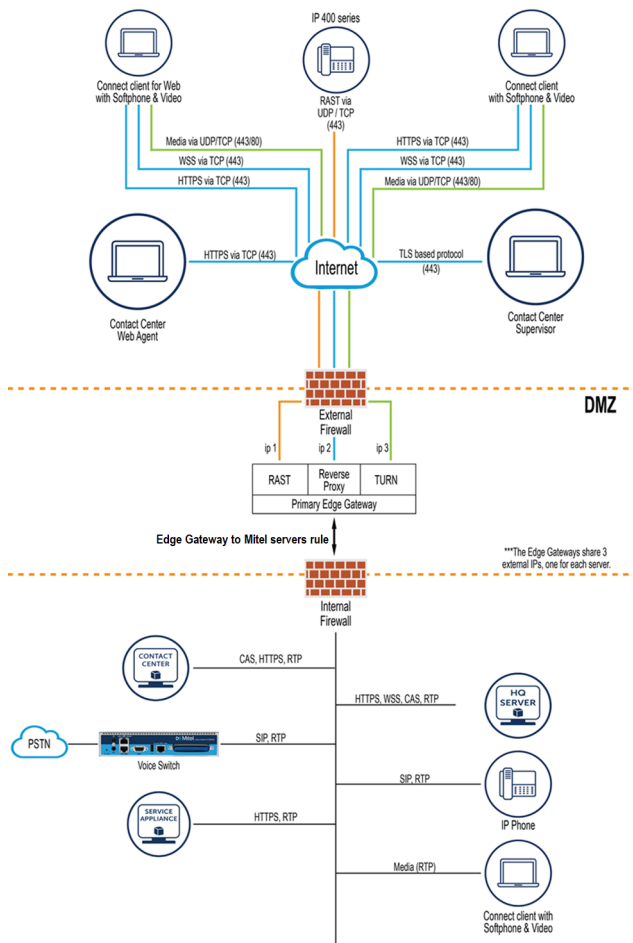 IP 400 series
Connect client for Web
with Softphone & Video
RAST via
UDP / TCP
(443)
Connect client
with Softphone & Video
Media via UDP/TCP (443/80)
WSS via TCP (443)
HTTPS via TCP (443)
HTTPS via TCP (443)
WSS via TCP (443)
Media via UDP/TCP (443/80)
HTTPS via TCP (443)
Internet
TLS based protocol
(443)
Contact Center
Web Agent
Contact Center
Supervisor
External
Firewall
DMZ
ip 1
ip 2
ip 3
RAST
Reverse
Proxy
TURN
Primary Edge Gateway
Edge Gateway to Mitel servers rule
***The Edge Gateways share 3
external IPs, one for each server.
Internal
Firewall
CONTACT
CENTER
CAS, HTTPS, RTP
HTTPS, WSS, CAS, RTP
HQ
SERVER
PSTN
Mitel
Voice Switch
SIP, RTP
SIP, RTP
IP Phone
SERVICE
APPLIANCE
HTTPS, RTP
Media (RTP)
Connect client with
Softphone & Video